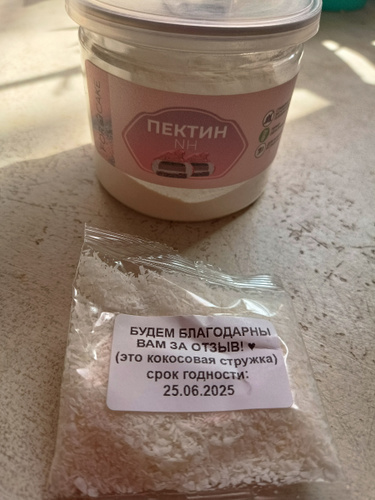 ПЕКТИН
NH
БУДЕМ БЛАГОДАРНЫ
ВАМ ЗА ОТЗЫВ! ♥
(это кокосовая стружка)
срок годности:
25.06.2025